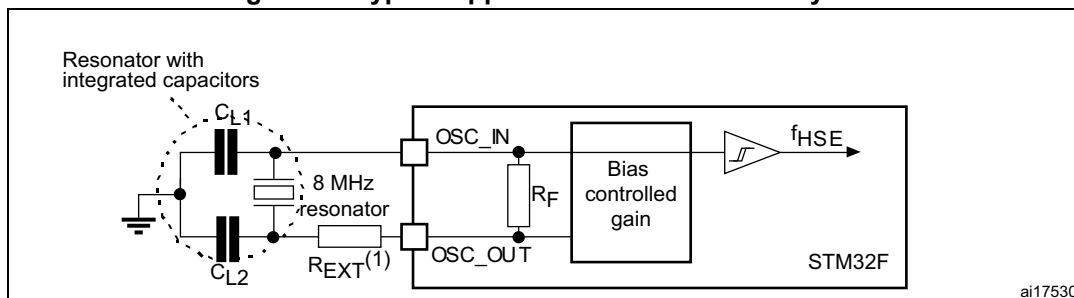 Resonator with
integrated capacitors
CL1
OSC_IN
fHSE
8 MHz
resonator
RF
Bias
controlled
gain
REXT(1)
OSC_OUT
CL2
STM32F
ai17530